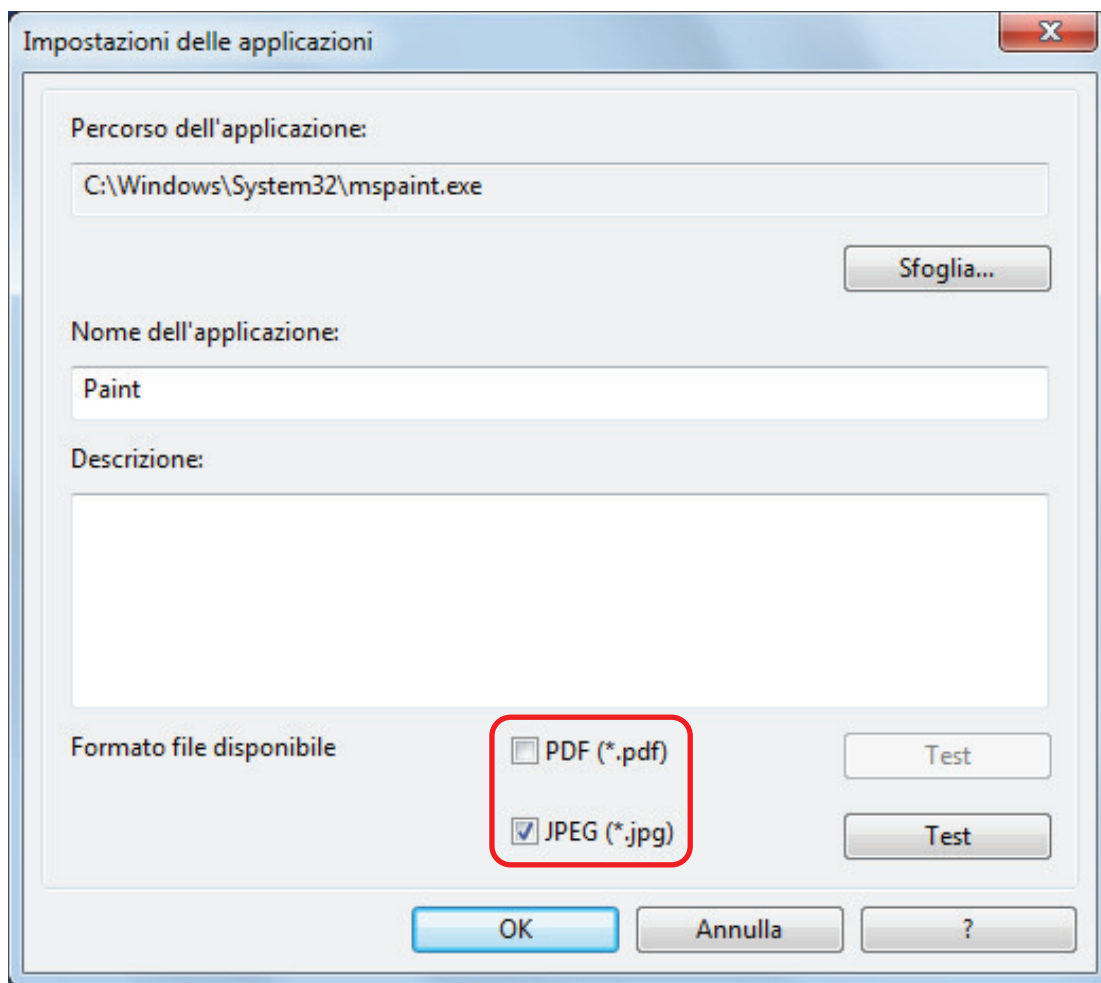 Impostazioni delle applicazioni
Percorso dell'applicazione:
C:\Windows\System32\mspaint.exe
Sfoglia...
Nome dell'applicazione:
Paint
Descrizione:
Formato file disponibile
PDF (*.pdf)
Test
JPEG (*.jpg)
Test
OK
Annulla
?